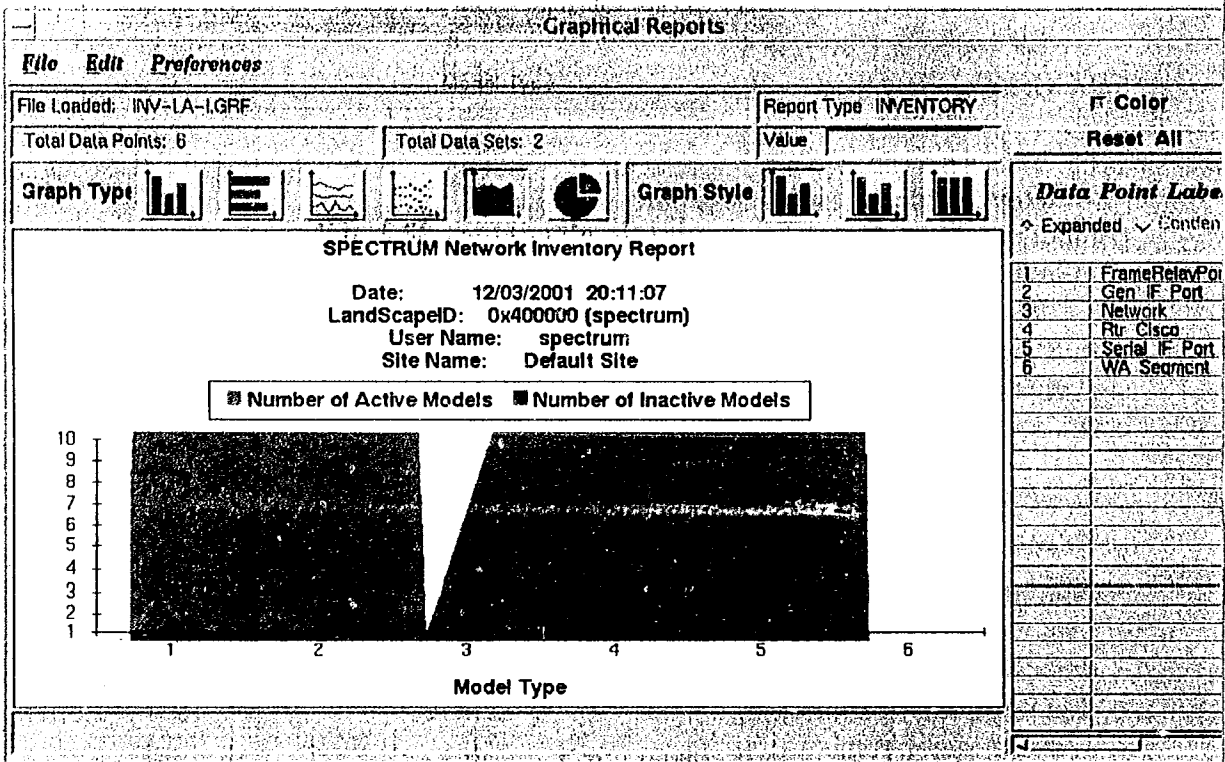 Graphical Reports
File Edit Preferences
File Loaded: INV-LA-I.GRF
Report Type INVENTORY
Color
Total Data Points: 6
Total Data Sets: 2
Value
Reset All
Graph Type
Graph Style
Data Point Labe
Expanded Conden
SPECTRUM Network Inventory Report
Date: 12/03/2001 20:11:07
LandScapeID: 0x400000 (spectrum)
User Name: spectrum
Site Name: Default Site
Number of Active Models Number of Inactive Models
1 FrameRelayPor
2 Gen IF Port
3 Network
4 Rtr Cisco
5 Serial IF Port
6 WA Segment
10
9
8
7
6
5
4
3
2
1
1 2 3 4 5 6
Model Type